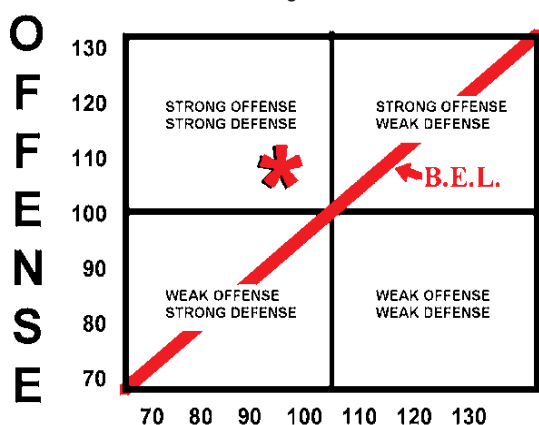 OFFENSE
130
120
110
100
90
80
70
STRONG OFFENSE
STRONG DEFENSE
STRONG OFFENSE
WEAK DEFENSE
*
B.E.L.
WEAK OFFENSE
STRONG DEFENSE
WEAK OFFENSE
WEAK DEFENSE
70 80 90 100 110 120 130